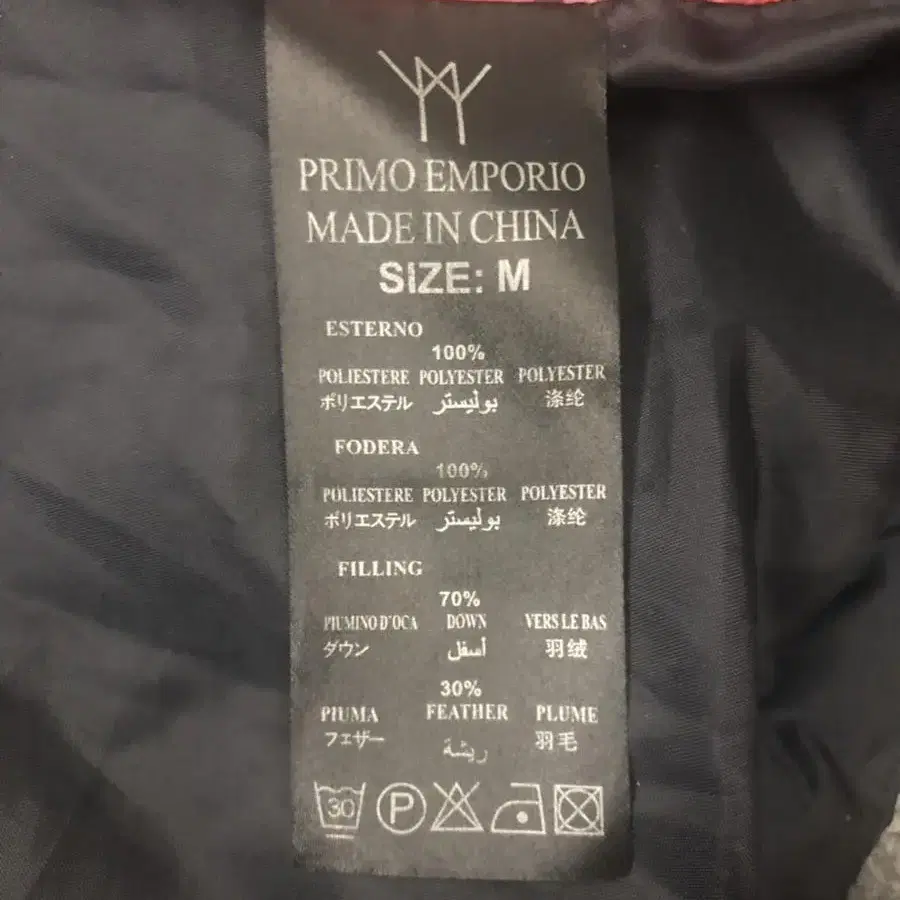 PRIMO EMPORIO
MADE IN CHINA
SIZE: M
ESTERNO
100%
POLIESTERE POLYESTER POLYESTER
ポリエステル بوليستر 涤纶
FODERA
100%
POLIESTERE POLYESTER POLYESTER
ポリエステル بوليستر 涤纶
FILLING
70%
PIUMINO D'OCA DOWN VERS LE BAS
ダウン أسفل 羽绒
30%
PIUMA FEATHER PLUME
フェザー ريشة 羽毛
30 P